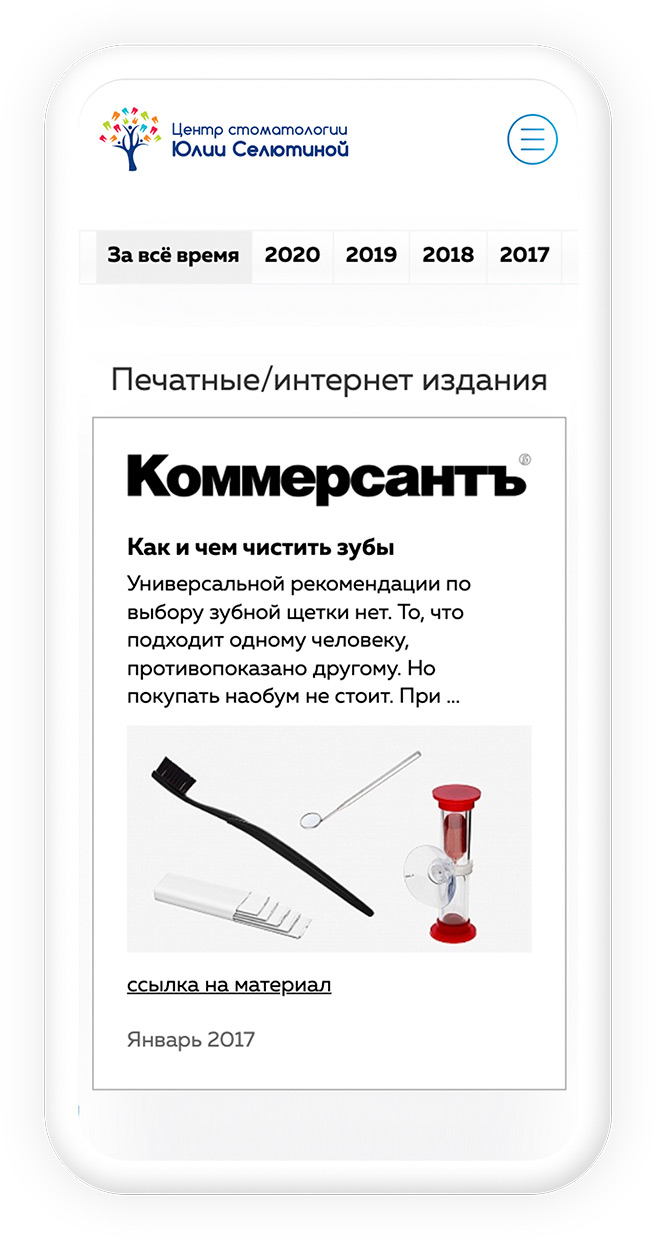 Центр стоматологии
Юлии Селютиной
За всё время 2020 2019 2018 2017
Печатные/интернет издания
Коммерсантъ
Как и чем чистить зубы
Универсальной рекомендации по
выбору зубной щетки нет. То, что
подходит одному человеку,
противопоказано другому. Но
покупать наобум не стоит. При ...
ссылка на материал
Январь 2017